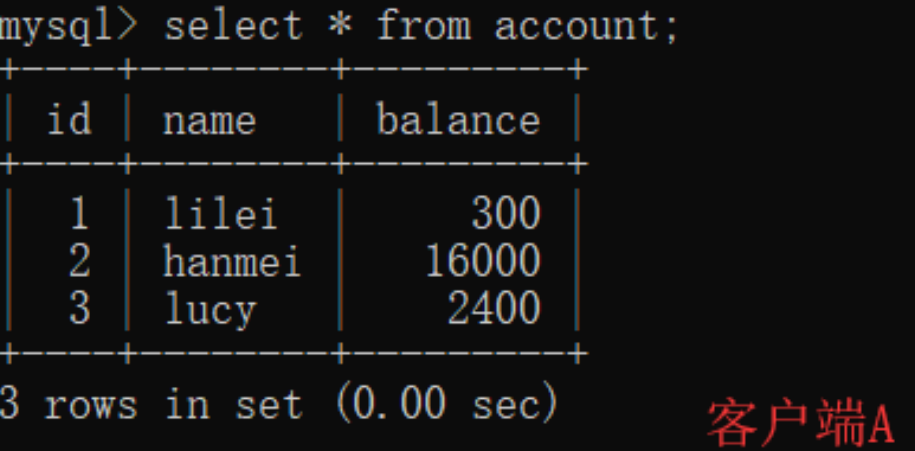 mysql> select * from account;
+----+--------+---------+
| id | name   | balance |
+----+--------+---------+
|  1 | lilei  |     300 |
|  2 | hanmei |   16000 |
|  3 | lucy   |    2400 |
+----+--------+---------+
3 rows in set (0.00 sec)
客户端A